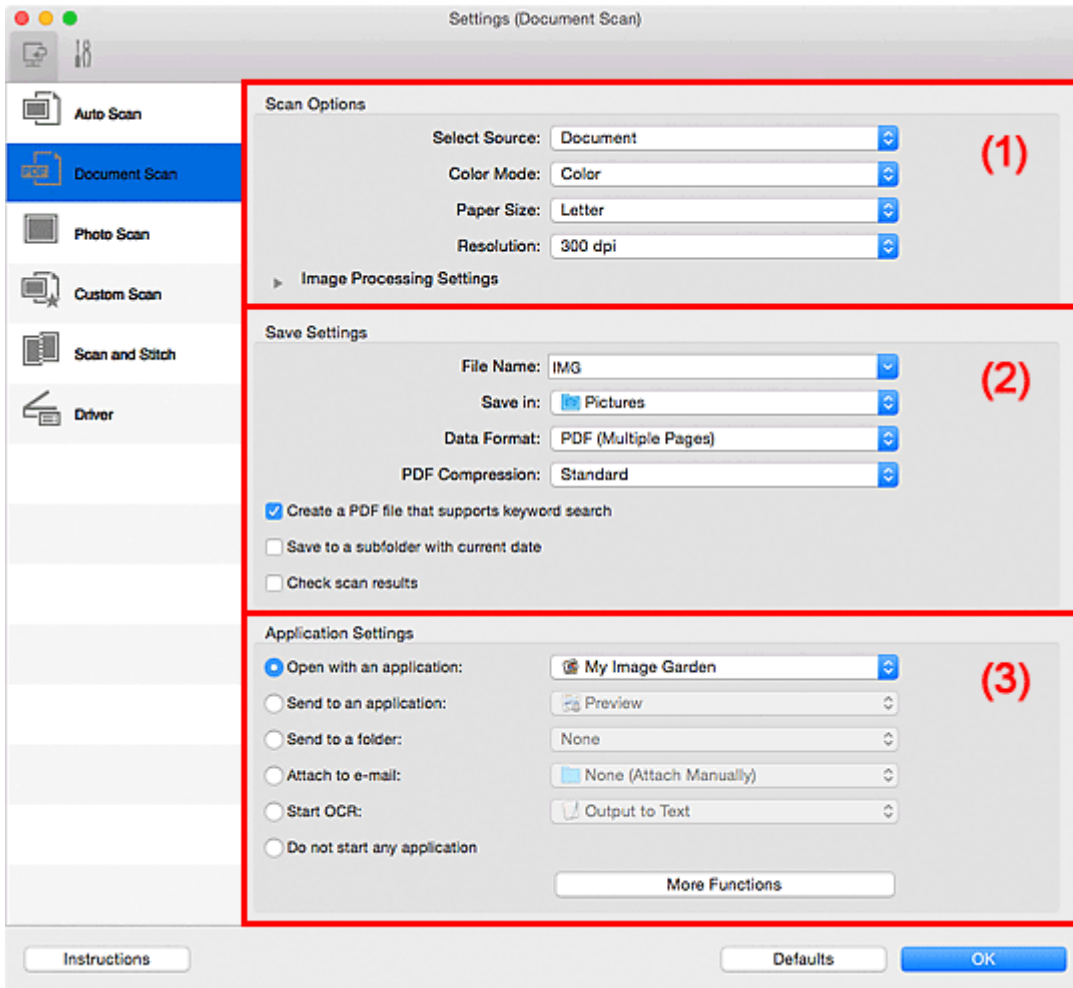 Settings (Document Scan)
Auto Scan
Document Scan
Photo Scan
Custom Scan
Scan and Stitch
Driver
Scan Options
(1)
Select Source: Document
Color Mode: Color
Paper Size: Letter
Resolution: 300 dpi
Image Processing Settings
Save Settings
(2)
File Name: IMG
Save in: Pictures
Data Format: PDF (Multiple Pages)
PDF Compression: Standard
Create a PDF file that supports keyword search
Save to a subfolder with current date
Check scan results
Application Settings
(3)
Open with an application: My Image Garden
Send to an application: Preview
Send to a folder: None
Attach to e-mail: None (Attach Manually)
Start OCR: Output to Text
Do not start any application
More Functions
Instructions Defaults OK